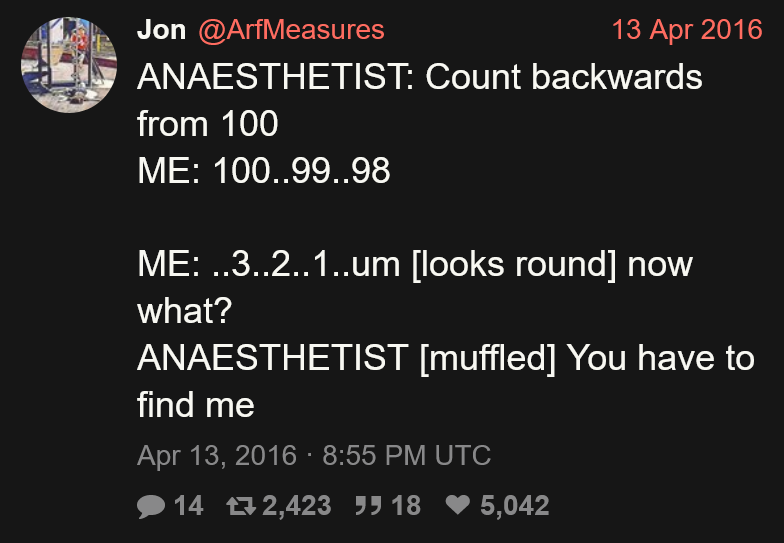 Jon @ArfMeasures 13 Apr 2016
ANAESTHETIST: Count backwards
from 100
ME: 100..99..98
ME: ..3..2..1..um [looks round] now
what?
ANAESTHETIST [muffled] You have to
find me
Apr 13, 2016 · 8:55 PM UTC
14 2,423 18 5,042